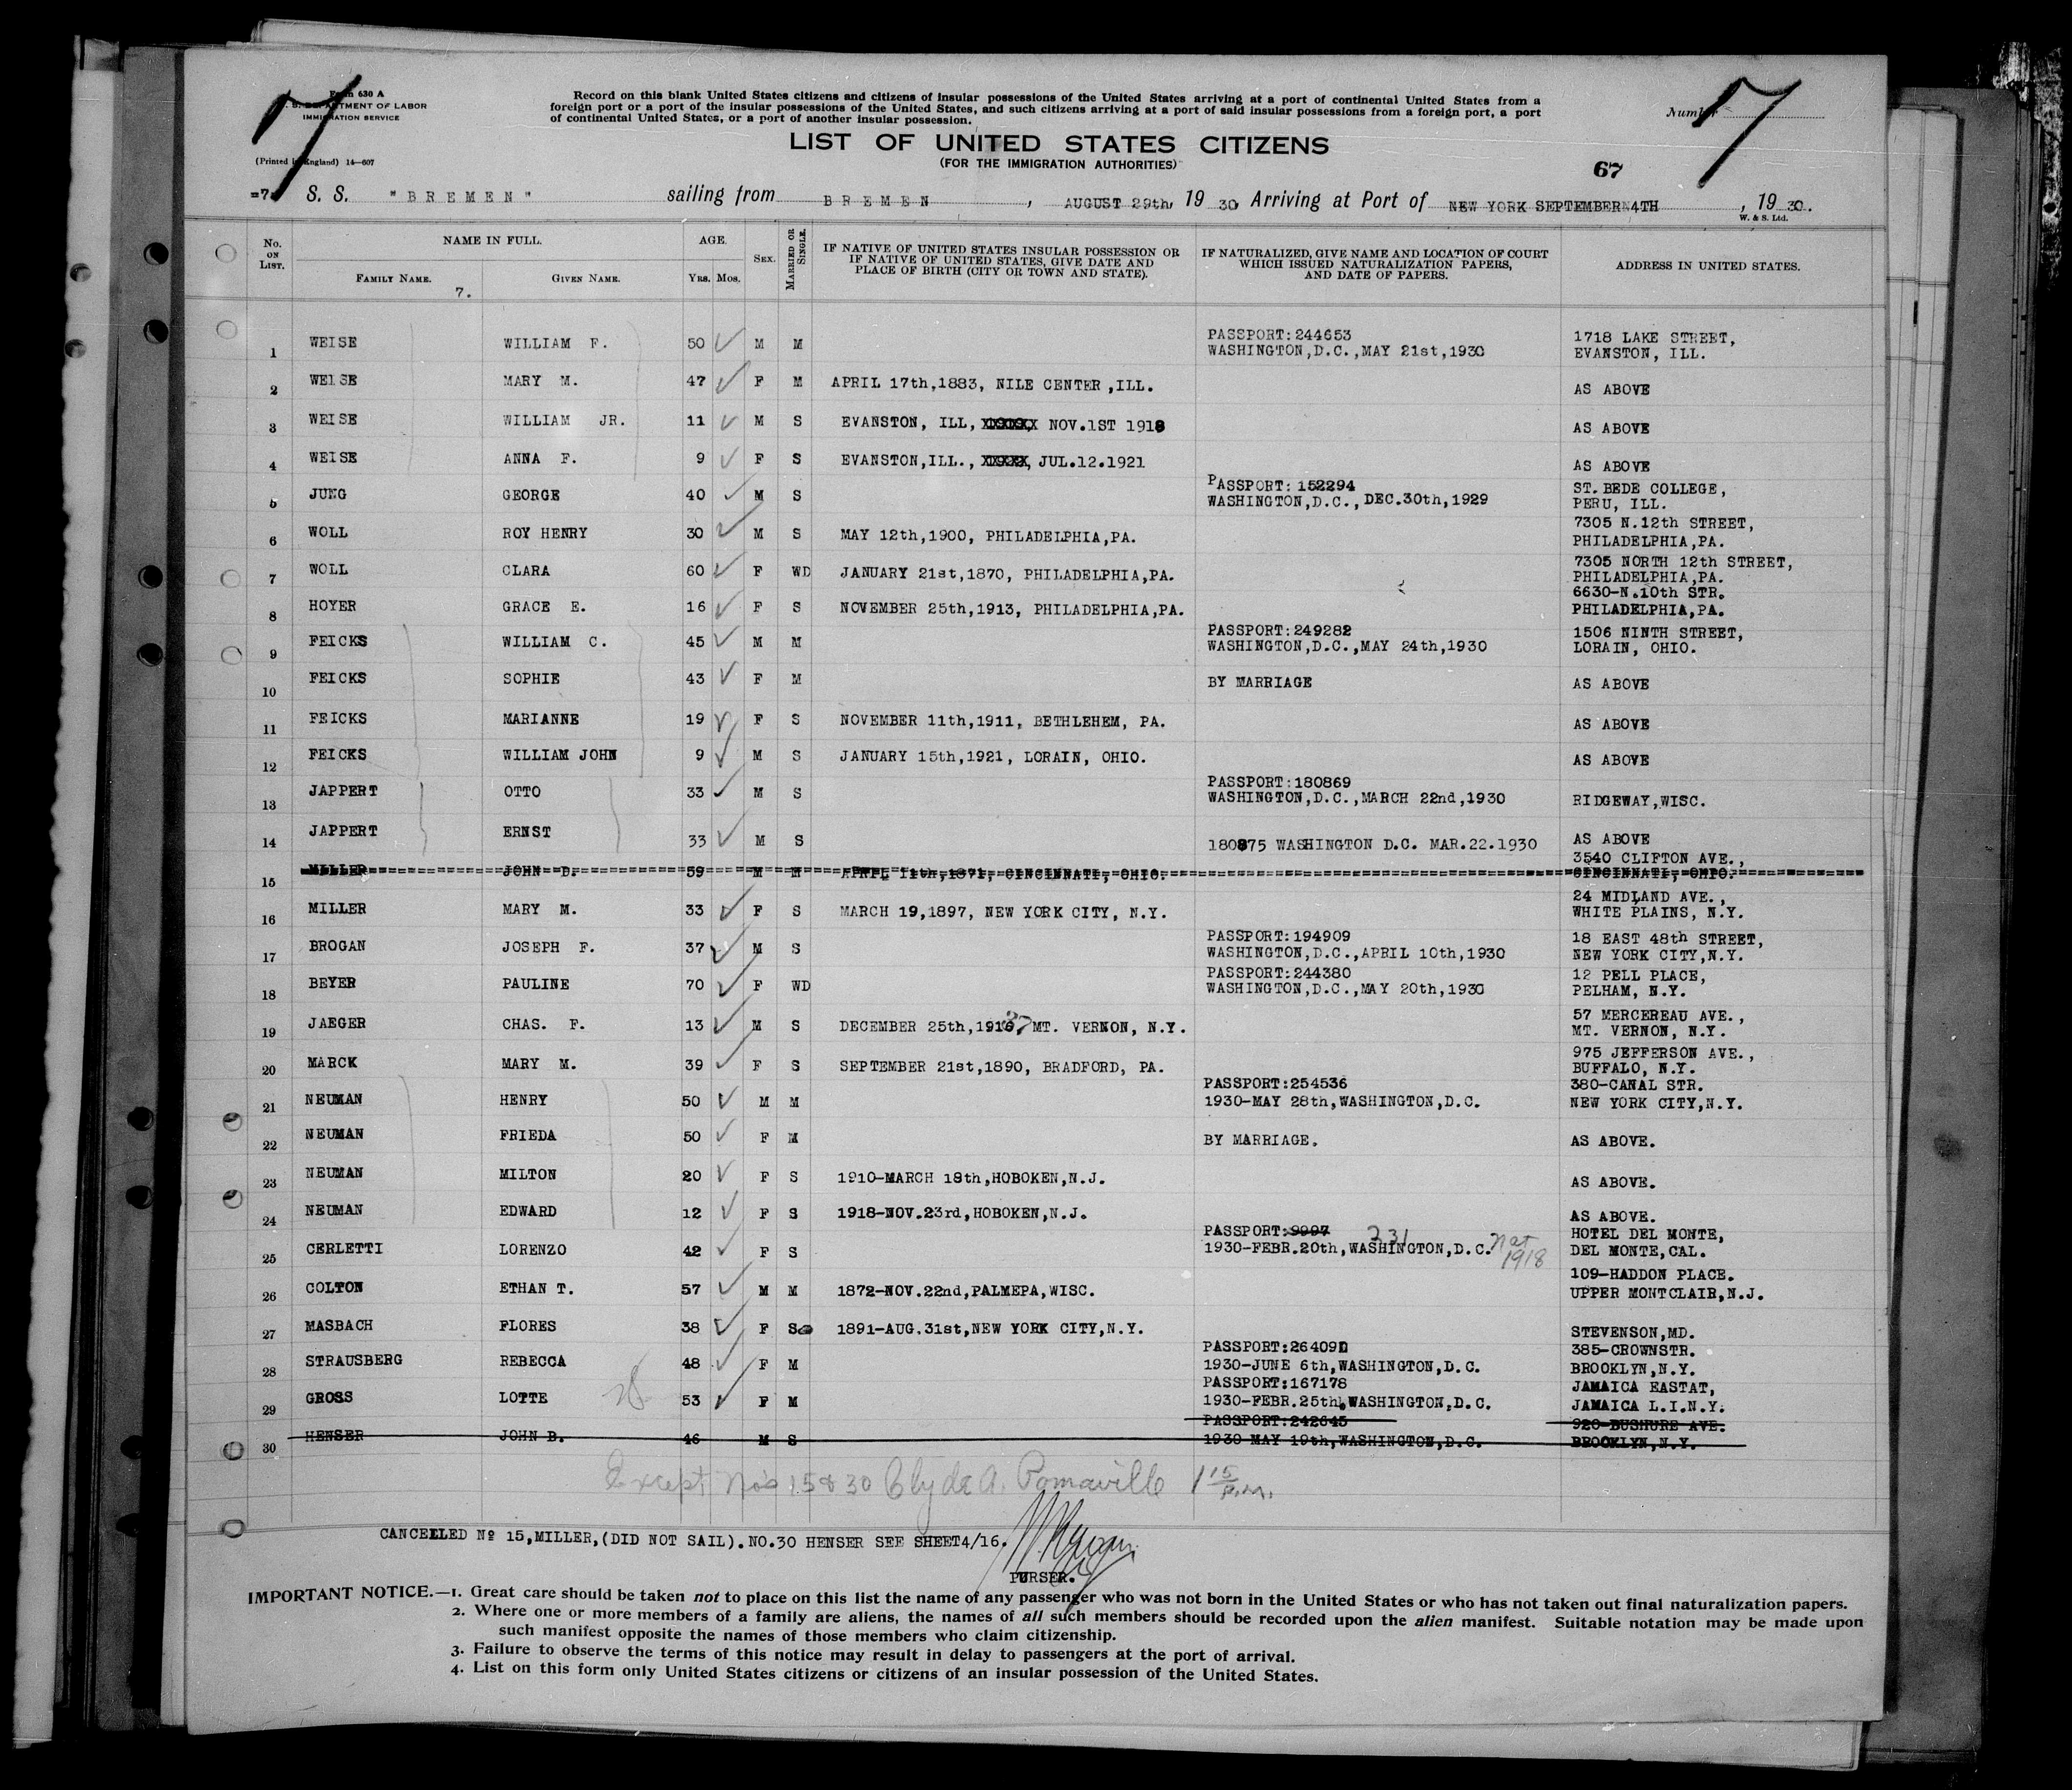 Form 630 A
U. S. DEPARTMENT OF LABOR
IMMIGRATION SERVICE
(Printed in England) 14—607
7
Record on this blank United States citizens and citizens of insular possessions of the United States arriving at a port of continental United States from a
foreign port or a port of the insular possessions of the United States, and such citizens arriving at a port of said insular possessions from a foreign port, a port
of continental United States, or a port of another insular possession.
Number
7
LIST OF UNITED STATES CITIZENS
(FOR THE IMMIGRATION AUTHORITIES)
67
=7= S. S. "BREMEN" sailing from BREMEN, AUGUST 29th, 19 30, Arriving at Port of NEW YORK SEPTEMBER 4TH, 19 30.
W. & S. Ltd.
No. ON LIST. NAME IN FULL. FAMILY NAME. GIVEN NAME. AGE. Yrs. Mos. SEX. MARRIED OR SINGLE. IF NATIVE OF UNITED STATES INSULAR POSSESSION OR IF NATIVE OF UNITED STATES, GIVE DATE AND PLACE OF BIRTH (CITY OR TOWN AND STATE). IF NATURALIZED, GIVE NAME AND LOCATION OF COURT WHICH ISSUED NATURALIZATION PAPERS, AND DATE OF PAPERS. ADDRESS IN UNITED STATES.
7.
1 WEISE WILLIAM F. 50 M M PASSPORT:244653 WASHINGTON,D.C.,MAY 21st,1930 1718 LAKE STREET, EVANSTON, ILL.
2 WEISE MARY M. 47 F M APRIL 17th,1883, NILE CENTER ,ILL. AS ABOVE
3 WEISE WILLIAM JR. 11 M S EVANSTON, ILL, NOV.1ST 1918 AS ABOVE
4 WEISE ANNA F. 9 F S EVANSTON,ILL., JUL.12.1921 AS ABOVE
5 JUNG GEORGE 40 M S PASSPORT: 152294 WASHINGTON,D.C., DEC.30th,1929 ST. BEDE COLLEGE, PERU, ILL.
6 WOLL ROY HENRY 30 M S MAY 12th,1900, PHILADELPHIA,PA. 7305 N.12th STREET, PHILADELPHIA,PA.
7 WOLL CLARA 60 F WD JANUARY 21st,1870, PHILADELPHIA,PA. 7305 NORTH 12th STREET, PHILADELPHIA,PA.
8 HOYER GRACE E. 16 F S NOVEMBER 25th,1913, PHILADELPHIA,PA. 6630-N.10th STR. PHILADELPHIA,PA.
9 FEICKS WILLIAM C. 45 M M PASSPORT:249282 WASHINGTON,D.C.,MAY 24th,1930 1506 NINTH STREET, LORAIN, OHIO.
10 FEICKS SOPHIE 43 F M BY MARRIAGE AS ABOVE
11 FEICKS MARIANNE 19 F S NOVEMBER 11th,1911, BETHLEHEM, PA. AS ABOVE
12 FEICKS WILLIAM JOHN 9 M S JANUARY 15th,1921, LORAIN, OHIO. AS ABOVE
13 JAPPERT OTTO 33 M S PASSPORT:180869 WASHINGTON,D.C.,MARCH 22nd,1930 RIDGEWAY,WISC.
14 JAPPERT ERNST 33 M S 180875 WASHINGTON D.C. MAR.22.1930 AS ABOVE
15 MILLER JOHN D. 59 M M APRIL 11th,1871, CINCINNATI, OHIO. 3540 CLIFTON AVE., CINCINNATI, OHIO.
16 MILLER MARY M. 33 F S MARCH 19,1897, NEW YORK CITY, N.Y. 24 MIDLAND AVE., WHITE PLAINS, N.Y.
17 BROGAN JOSEPH F. 37 M S PASSPORT:194909 WASHINGTON,D.C.,APRIL 10th,1930 18 EAST 48th STREET, NEW YORK CITY,N.Y.
18 BEYER PAULINE 70 F WD PASSPORT:244380 WASHINGTON,D.C.,MAY 20th,1930 12 PELL PLACE, PELHAM, N.Y.
19 JAEGER CHAS. F. 13 M S DECEMBER 25th,1916, MT. VERNON, N.Y. 57 MERCEREAU AVE., MT. VERNON, N.Y.
20 MARCK MARY M. 39 F S SEPTEMBER 21st,1890, BRADFORD, PA. 975 JEFFERSON AVE., BUFFALO, N.Y.
21 NEUMAN HENRY 50 M M PASSPORT:254536 1930-MAY 28th,WASHINGTON,D.C. 380-CANAL STR. NEW YORK CITY,N.Y.
22 NEUMAN FRIEDA 50 F M BY MARRIAGE. AS ABOVE.
23 NEUMAN MILTON 20 F S 1910-MARCH 18th,HOBOKEN,N.J. AS ABOVE.
24 NEUMAN EDWARD 12 F S 1918-NOV.23rd,HOBOKEN,N.J. AS ABOVE.
25 CERLETTI LORENZO 42 F S PASSPORT:9997 231 1930-FEBR.20th,WASHINGTON,D.C. nat 1918 HOTEL DEL MONTE, DEL MONTE,CAL.
26 COLTON ETHAN T. 57 M M 1872-NOV.22nd,PALMEPA,WISC. 109-HADDON PLACE. UPPER MONTCLAIR,N.J.
27 MASBACH FLORES 38 F S 1891-AUG.31st,NEW YORK CITY,N.Y. STEVENSON,MD.
28 STRAUSBERG REBECCA 48 F M PASSPORT:26409D 1930-JUNE 6th,WASHINGTON,D.C. 385-CROWNSTR. BROOKLYN,N.Y.
29 GROSS LOTTE 28 53 F M PASSPORT:167178 1930-FEBR.25th,WASHINGTON,D.C. JAMAICA EASTAT, JAMAICA L.I.N.Y.
30 HENSER JOHN B. 46 M S PASSPORT:242645 1930-MAY 19th,WASHINGTON,D.C. 920-BUSHURE AVE. BROOKLYN,N.Y.
Except No's 15 & 30 Clyde A. Pomaville 1 15 P.M.
CANCELLED Nº 15,MILLER,(DID NOT SAIL).NO.30 HENSER SEE SHEET4/16.
PURSER.
IMPORTANT NOTICE.—1. Great care should be taken not to place on this list the name of any passenger who was not born in the United States or who has not taken out final naturalization papers.
2. Where one or more members of a family are aliens, the names of all such members should be recorded upon the alien manifest. Suitable notation may be made upon
such manifest opposite the names of those members who claim citizenship.
3. Failure to observe the terms of this notice may result in delay to passengers at the port of arrival.
4. List on this form only United States citizens or citizens of an insular possession of the United States.